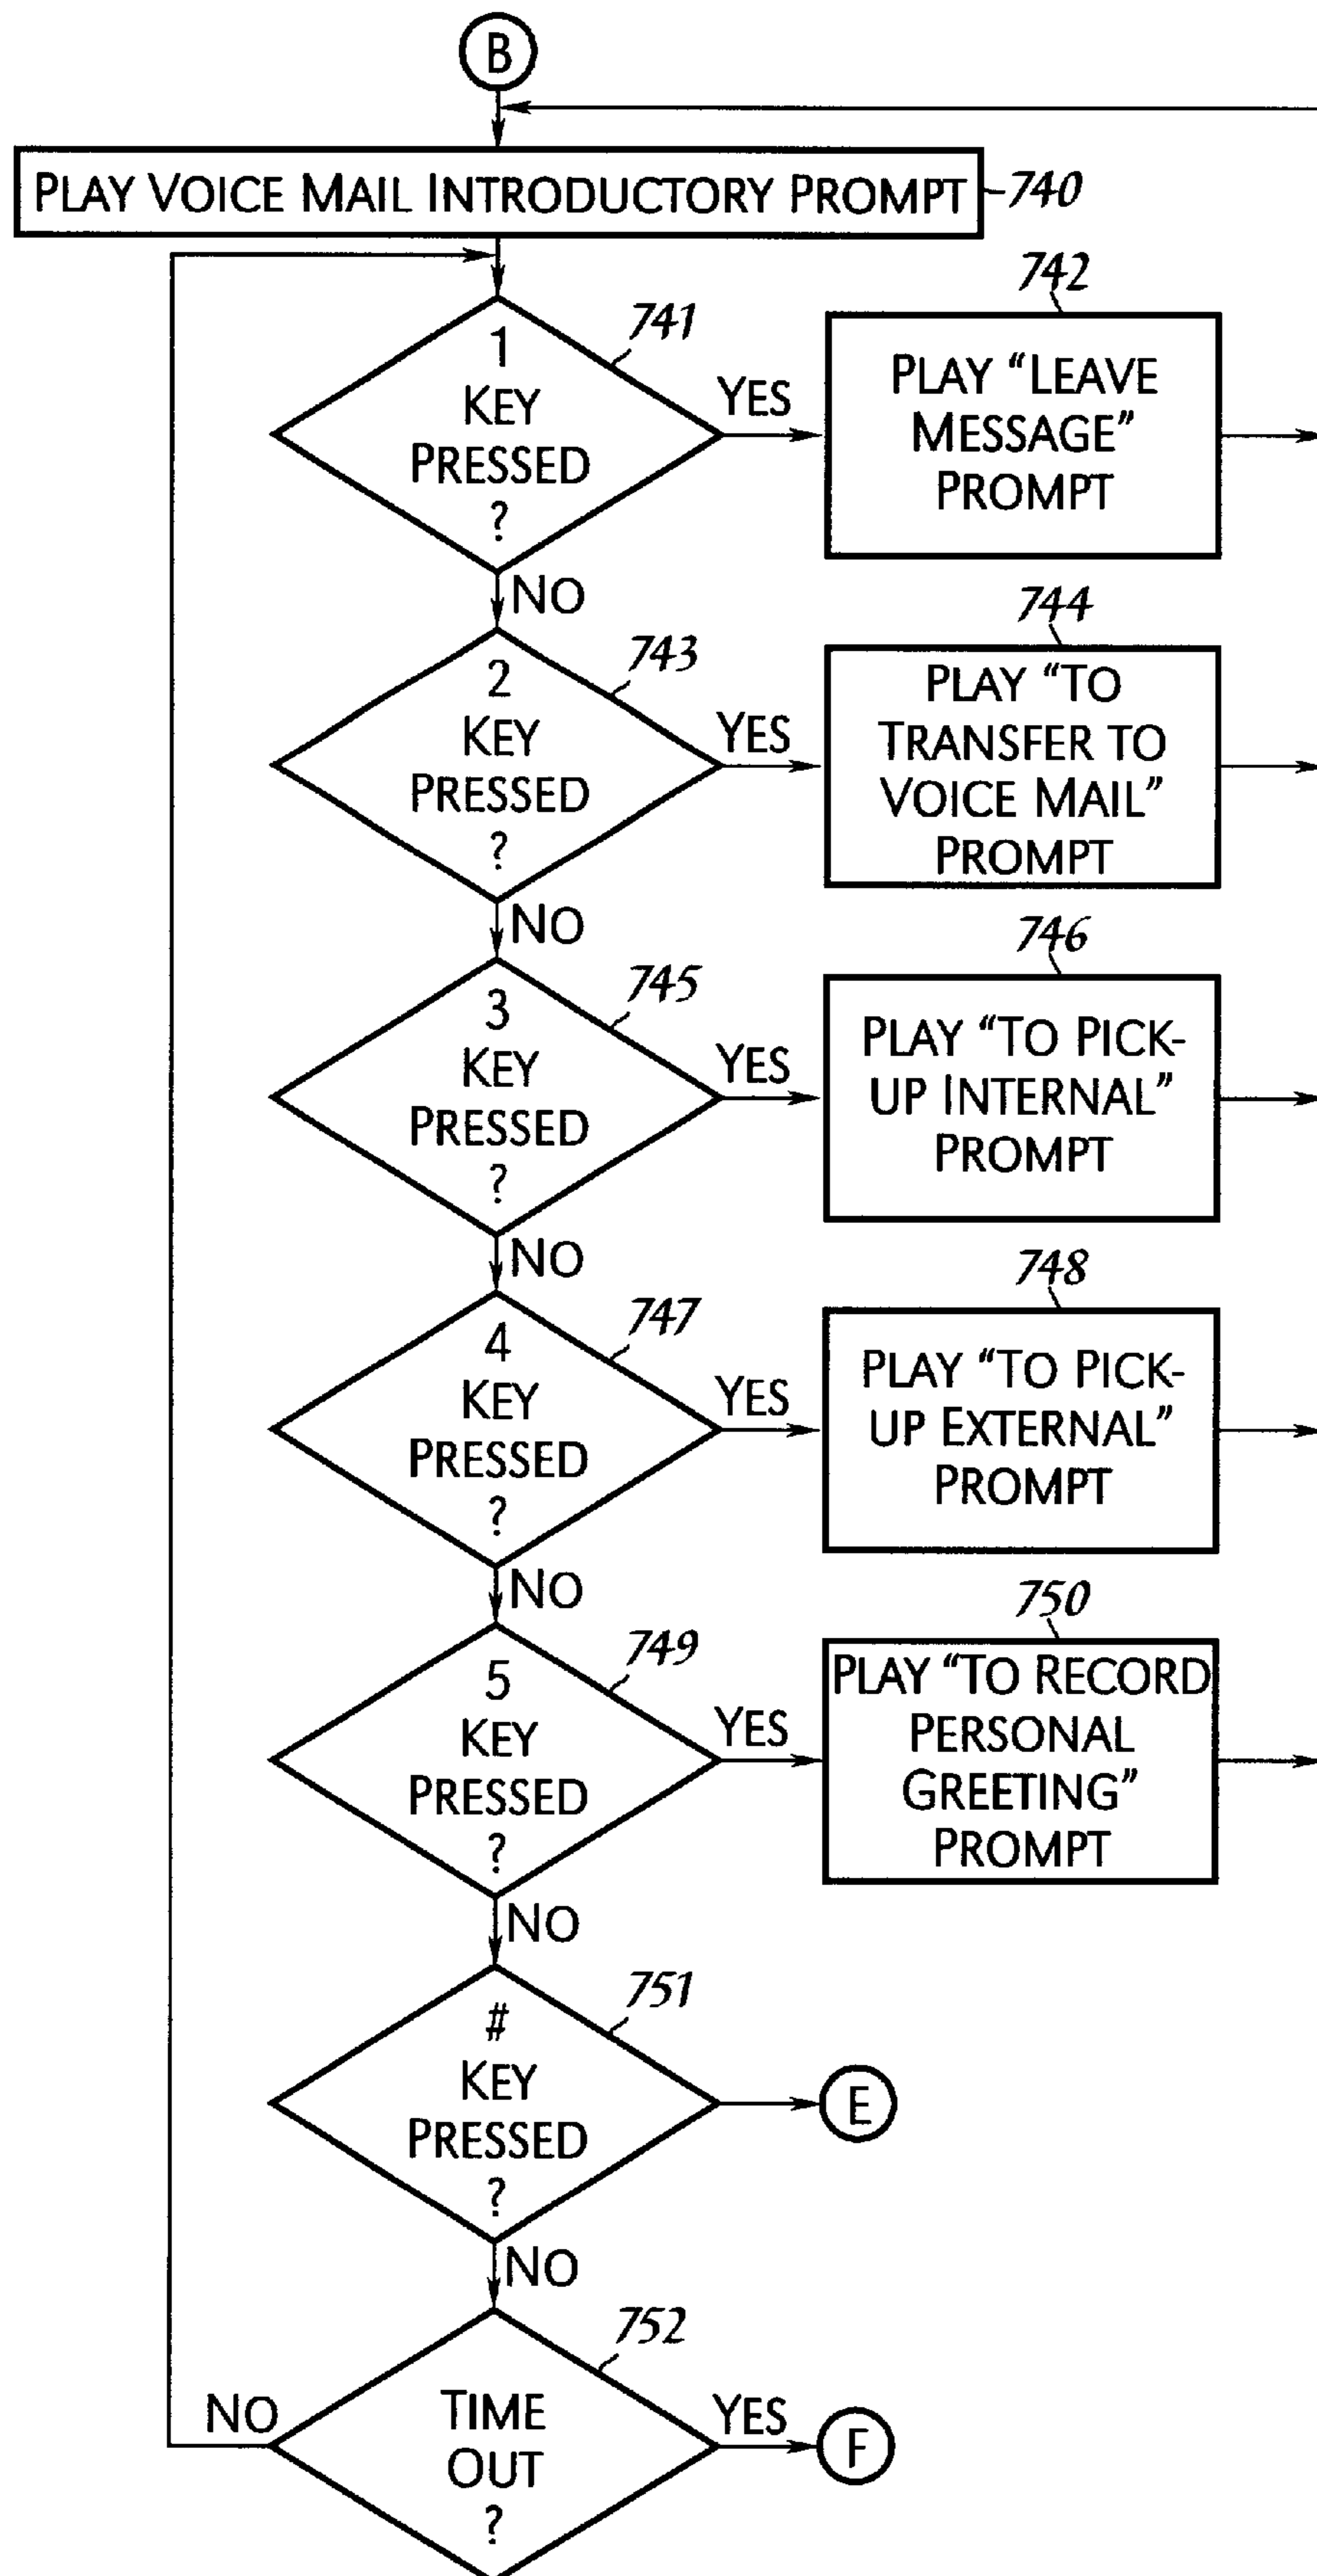 B
PLAY VOICE MAIL INTRODUCTORY PROMPT
740
1
KEY
PRESSED
?
741
YES
742
PLAY “LEAVE
MESSAGE”
PROMPT
NO
2
KEY
PRESSED
?
743
YES
744
PLAY “TO
TRANSFER TO
VOICE MAIL”
PROMPT
NO
3
KEY
PRESSED
?
745
YES
746
PLAY “TO PICK-
UP INTERNAL”
PROMPT
NO
4
KEY
PRESSED
?
747
YES
748
PLAY “TO PICK-
UP EXTERNAL”
PROMPT
NO
5
KEY
PRESSED
?
749
YES
750
PLAY “TO RECORD
PERSONAL
GREETING”
PROMPT
NO
#
KEY
PRESSED
?
751
E
NO
TIME
OUT
?
752
NO
YES
F